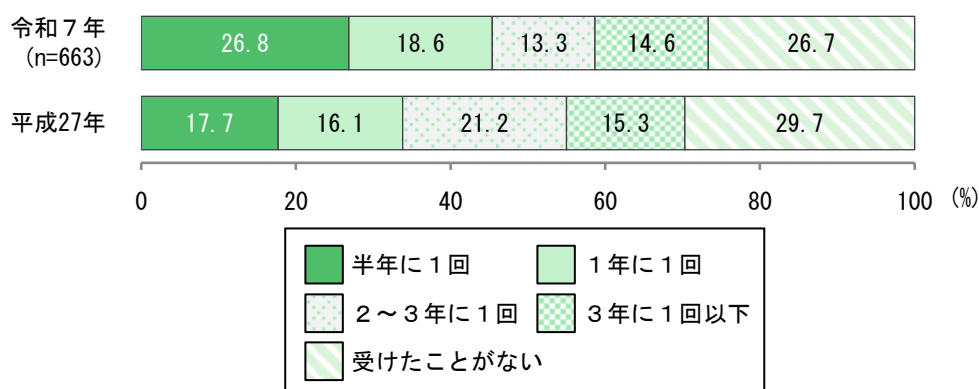 令和７年 26.8 18.6 13.3 14.6 26.7
(n=663)
平成27年 17.7 16.1 21.2 15.3 29.7
0 20 40 60 80 100 (%)
半年に１回 １年に１回
２～３年に１回 ３年に１回以下
受けたことがない